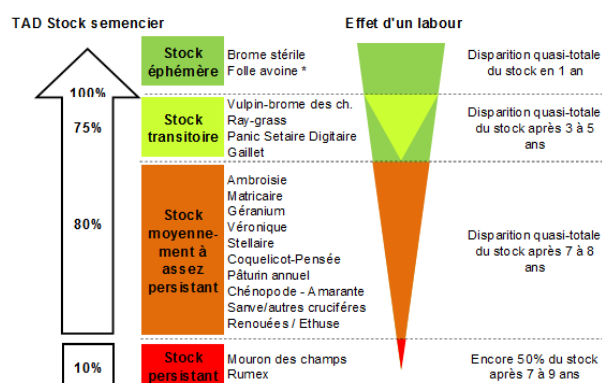 TAD Stock semencier
Effet d'un labour
100%
75%
80%
10%
Stock
éphémère
Brome stérile
Folle avoine *
Disparition quasi-totale
du stock en 1 an
Stock
transitoire
Vulpin-brome des ch.
Ray-grass
Panic Setaire Digitaire
Gaillet
Disparition quasi-totale
du stock après 3 à 5
ans
Stock
moyenne-
ment à
assez
persistant
Ambroisie
Matricaire
Géranium
Véronique
Stellaire
Coquelicot-Pensée
Pâturin annuel
Chénopode - Amarante
Sanve/autres cruciféres
Renouées / Ethuse
Disparition quasi-totale
du stock après 7 à 8
ans
Stock
persistant
Mouron des champs
Rumex
Encore 50% du stock
après 7 à 9 ans